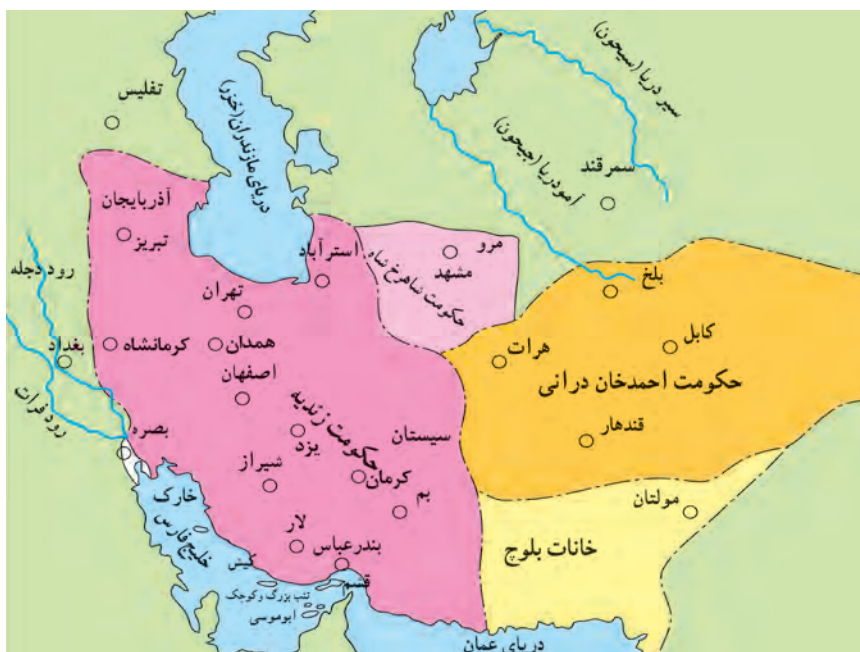 تفلیس
دریای مازندران (خزر)
سیر دریا (سیحون)
آمودریا (جیحون)
سمرقند
آذربایجان
تبریز
استرآباد
مرو
مشهد
حکومت شاهرخ شاه
بلخ
رود دجله
تهران
بغداد
کرمانشاه
همدان
هرات
کابل
اصفهان
حکومت احمدخان درانی
رود فرات
حکومت زندیه
سیستان
قندهار
بصره
یزد
شیراز
کرمان
بم
مولتان
خارک
خلیج فارس
لار
بندرعباس
خانات بلوچ
کیش
قشم
تنب بزرگ و کوچک
ابوموسی
دریای عمان